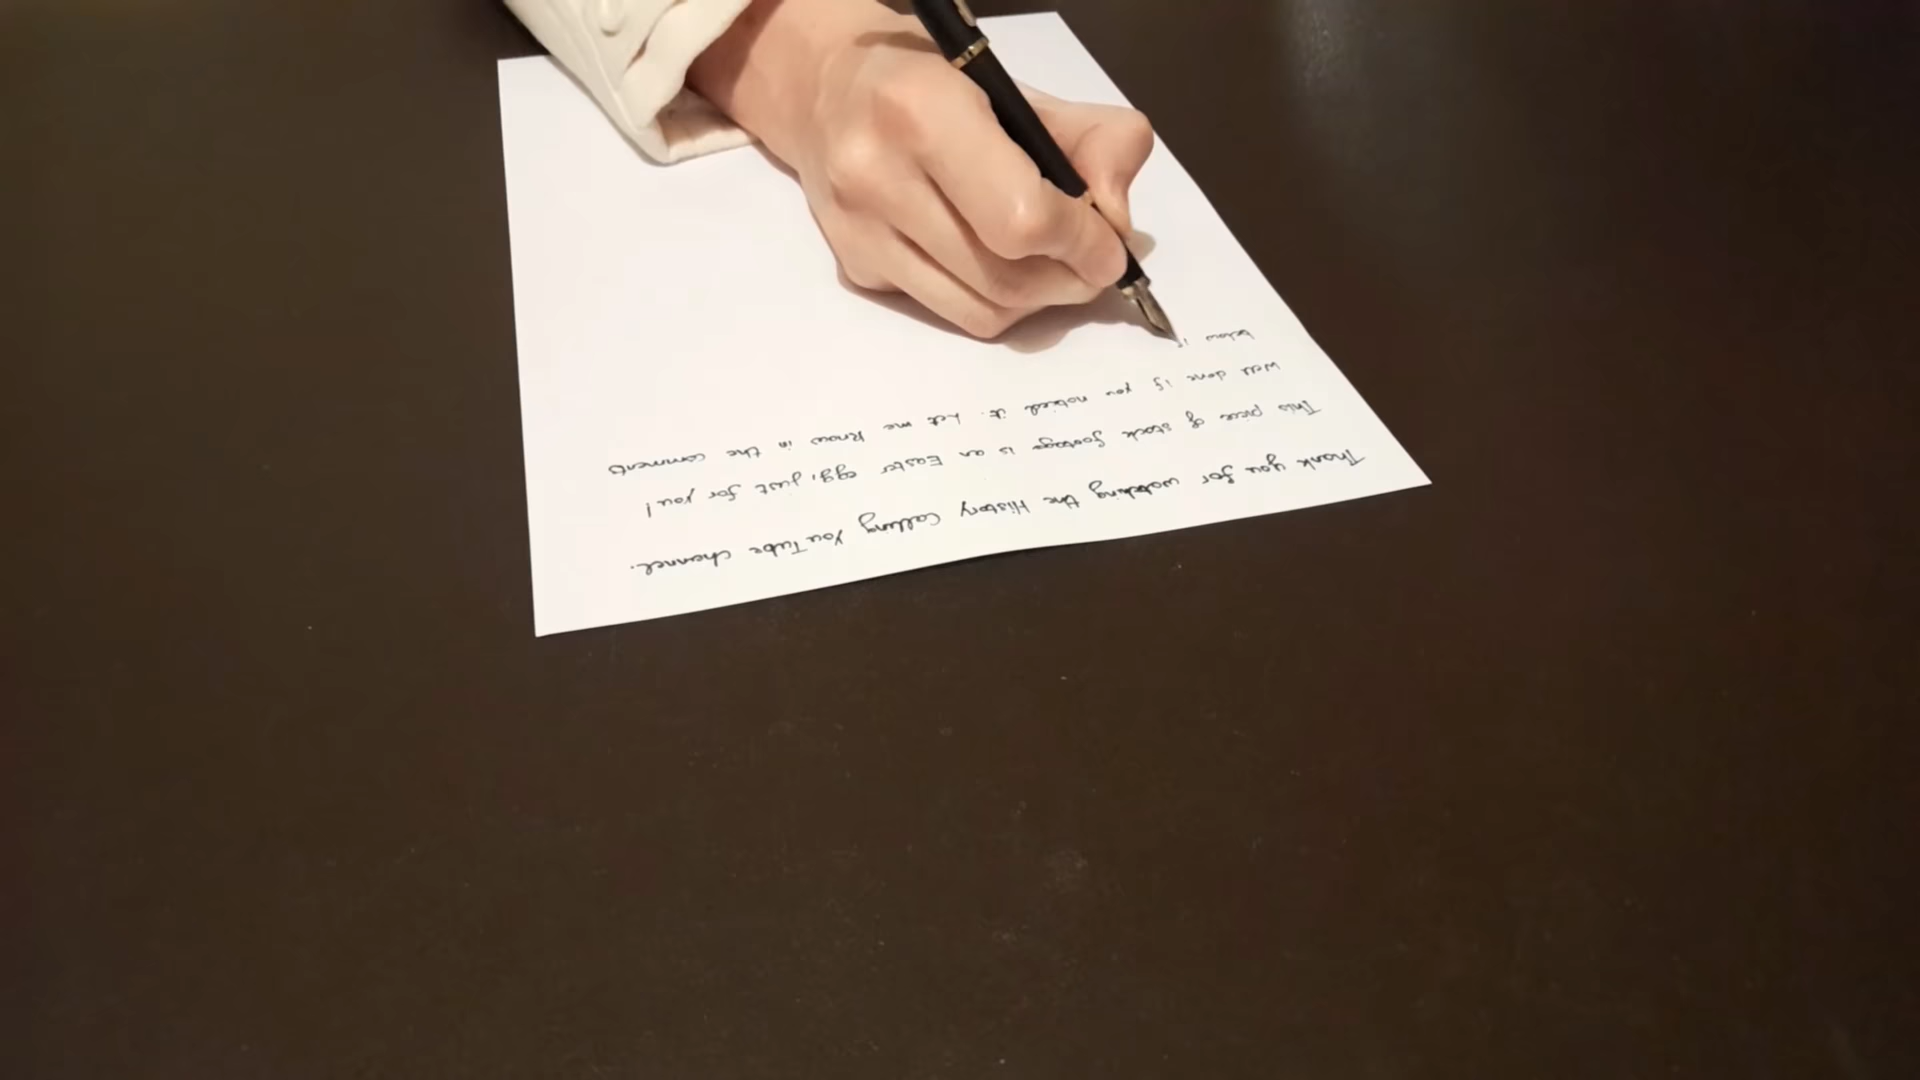 Thank you for watching the History Calling YouTube channel.
This piece of stock footage is an Easter egg, just for you!
Well done if you noticed it. Let me know in the comments
below if